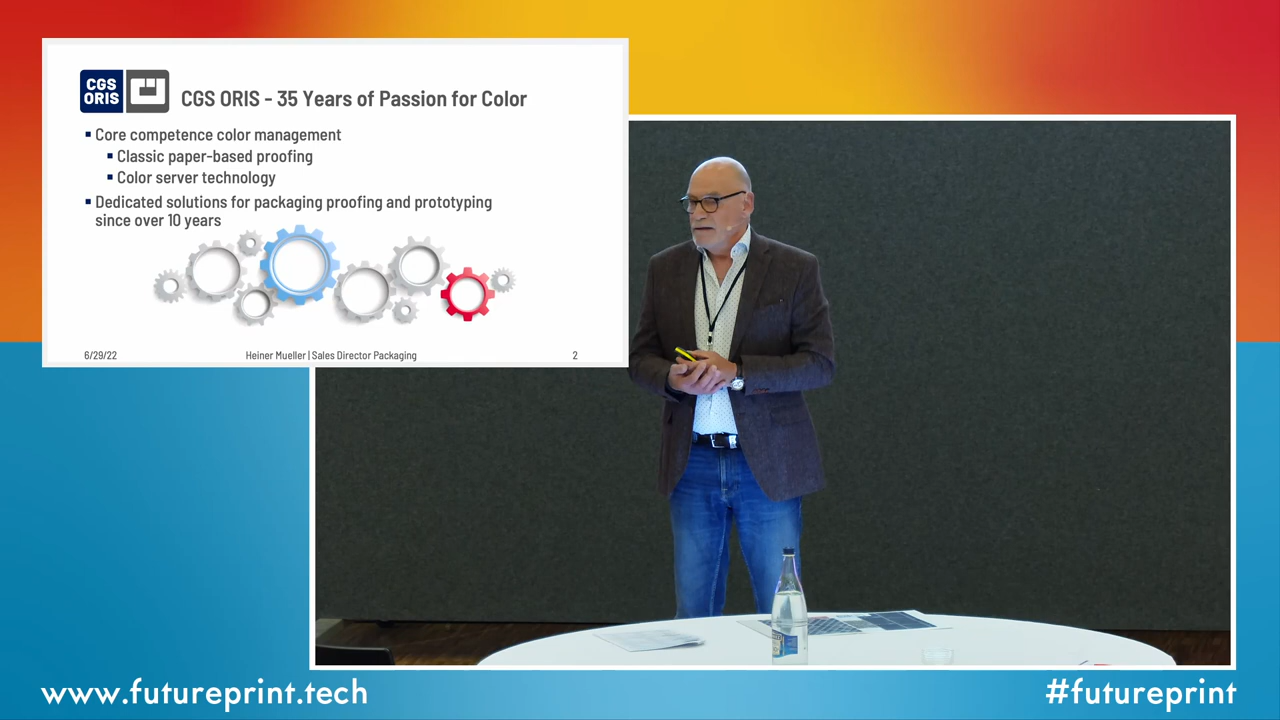 CGS
ORIS
CGS ORIS - 35 Years of Passion for Color
Core competence color management
Classic paper-based proofing
Color server technology
Dedicated solutions for packaging proofing and prototyping
since over 10 years
6/29/22
Heiner Mueller | Sales Director Packaging
2
www.futureprint.tech
#futureprint